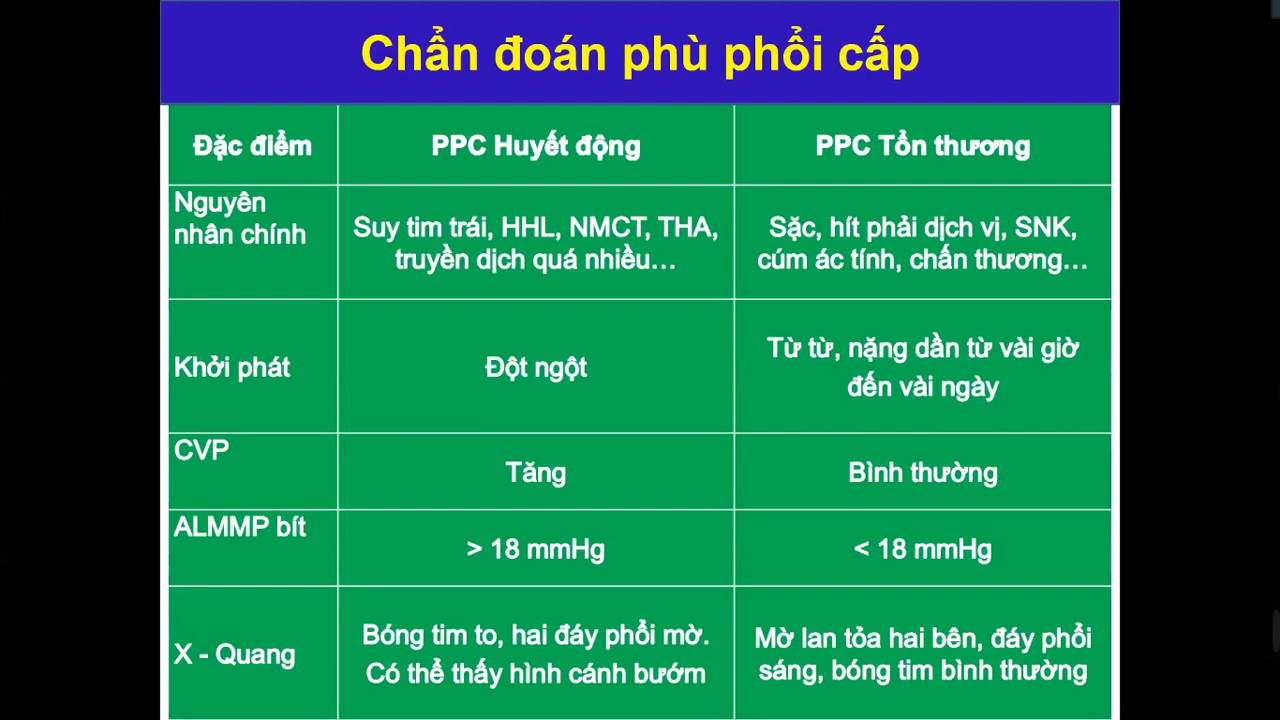 Chẩn đoán phù phổi cấp
Đặc điểm
PPC Huyết động
PPC Tổn thương
Nguyên
nhân chính
Suy tim trái, HHL, NMCT, THA,
truyền dịch quá nhiều...
Sặc, hít phải dịch vị, SNK,
cúm ác tính, chấn thương...
Khởi phát
Đột ngột
Từ từ, nặng dần từ vài giờ
đến vài ngày
CVP
Tăng
Bình thường
ALMMP bít
> 18 mmHg
< 18 mmHg
X - Quang
Bóng tim to, hai đáy phổi mờ.
Có thể thấy hình cánh bướm
Mờ lan tỏa hai bên, đáy phổi
sáng, bóng tim bình thường